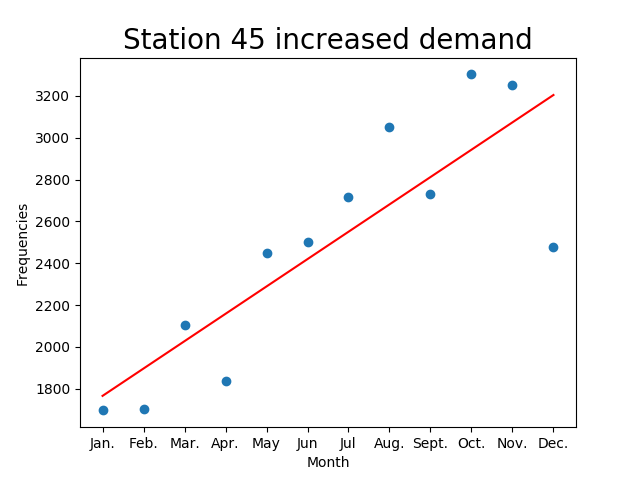 Station 45 increased demand
3200
3000
2800
2600
2400
2200
2000
1800
Frequencies
Jan. Feb. Mar. Apr. May Jun Jul Aug. Sept. Oct. Nov. Dec.
Month